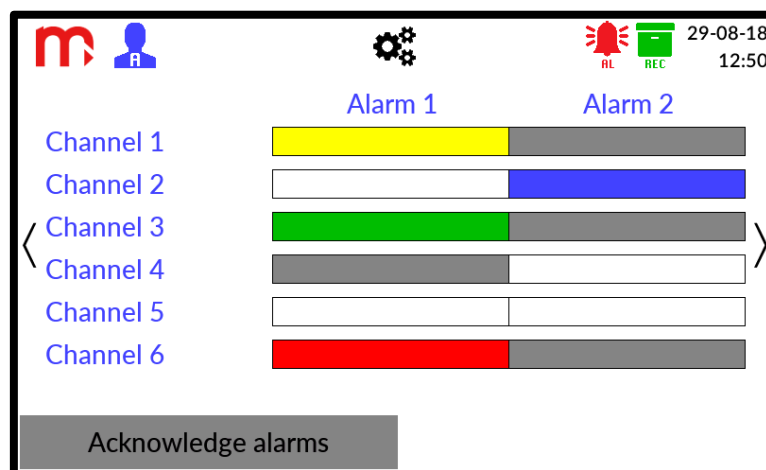 m
A
AL
REC
29-08-18
12:50
Alarm 1 Alarm 2
Channel 1
Channel 2
Channel 3
Channel 4
Channel 5
Channel 6
Acknowledge alarms